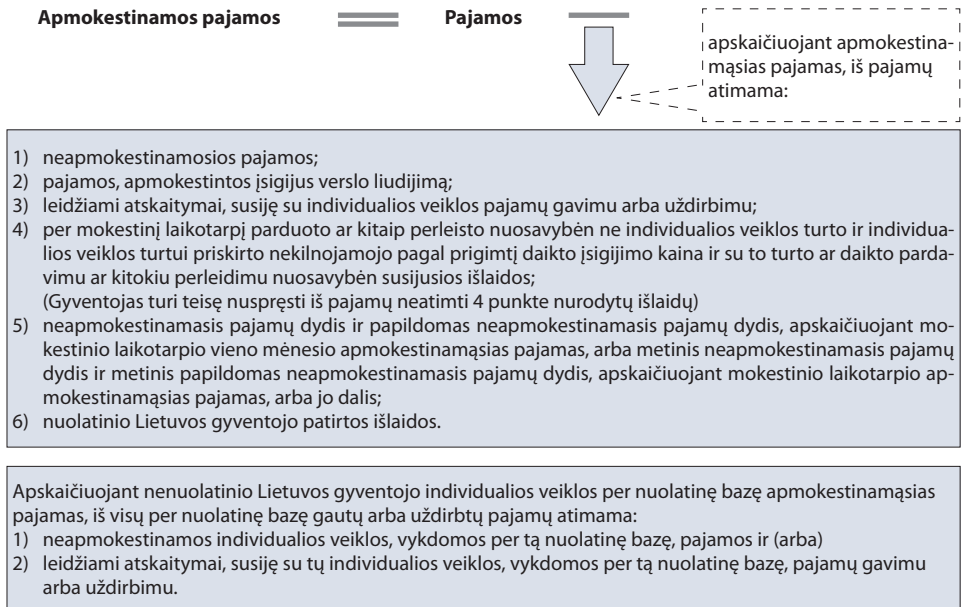 Apmokestinamos pajamos = Pajamos –
apskaičiuojant apmokestina-
mąsias pajamas, iš pajamų
atimama:
1) neapmokestinamosios pajamos;
2) pajamos, apmokestintos įsigijus verslo liudijimą;
3) leidžiami atskaitymai, susiję su individualios veiklos pajamų gavimu arba uždirbimu;
4) per mokestinį laikotarpį parduoto ar kitaip perleisto nuosavybėn ne individualios veiklos turto ir individua-
lios veiklos turtui priskirto nekilnojamojo pagal prigimtį daikto įsigijimo kaina ir su to turto ar daikto parda-
vimu ar kitokiu perleidimu nuosavybėn susijusios išlaidos;
(Gyventojas turi teisę nuspręsti iš pajamų neatimti 4 punkte nurodytų išlaidų)
5) neapmokestinamasis pajamų dydis ir papildomas neapmokestinamasis pajamų dydis, apskaičiuojant mo-
kestinio laikotarpio vieno mėnesio apmokestinamąsias pajamas, arba metinis neapmokestinamasis pajamų
dydis ir metinis papildomas neapmokestinamasis pajamų dydis, apskaičiuojant mokestinio laikotarpio ap-
mokestinamąsias pajamas, arba jo dalis;
6) nuolatinio Lietuvos gyventojo patirtos išlaidos.
Apskaičiuojant nenuolatinio Lietuvos gyventojo individualios veiklos per nuolatinę bazę apmokestinamąsias
pajamas, iš visų per nuolatinę bazę gautų arba uždirbtų pajamų atimama:
1) neapmokestinamos individualios veiklos, vykdomos per tą nuolatinę bazę, pajamos ir (arba)
2) leidžiami atskaitymai, susiję su tų individualios veiklos, vykdomos per tą nuolatinę bazę, pajamų gavimu
arba uždirbimu.